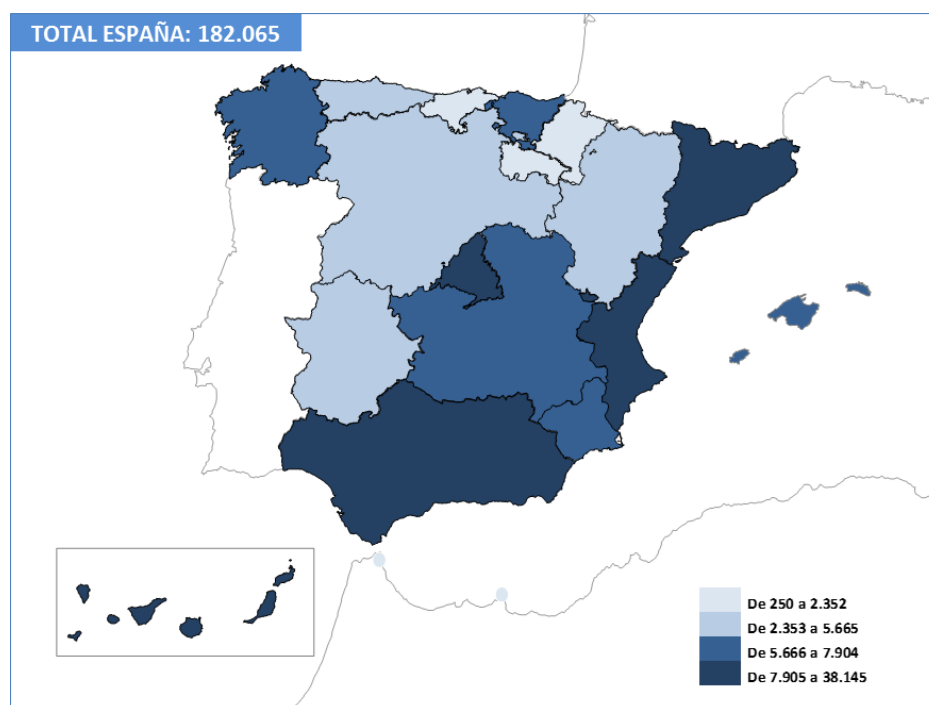 TOTAL ESPAÑA: 182.065
De 250 a 2.352
De 2.353 a 5.665
De 5.666 a 7.904
De 7.905 a 38.145